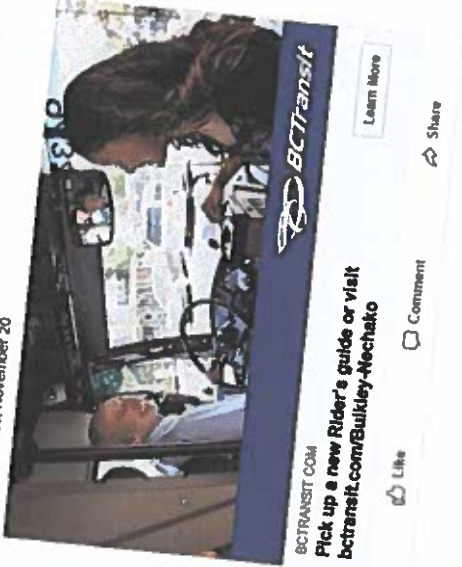 November 20
BCTransit
BCTRANSIT.COM
Pick up a new Rider's guide or visit
bctransit.com/Bulkley-Nechako
Learn More
Like
Comment
Share